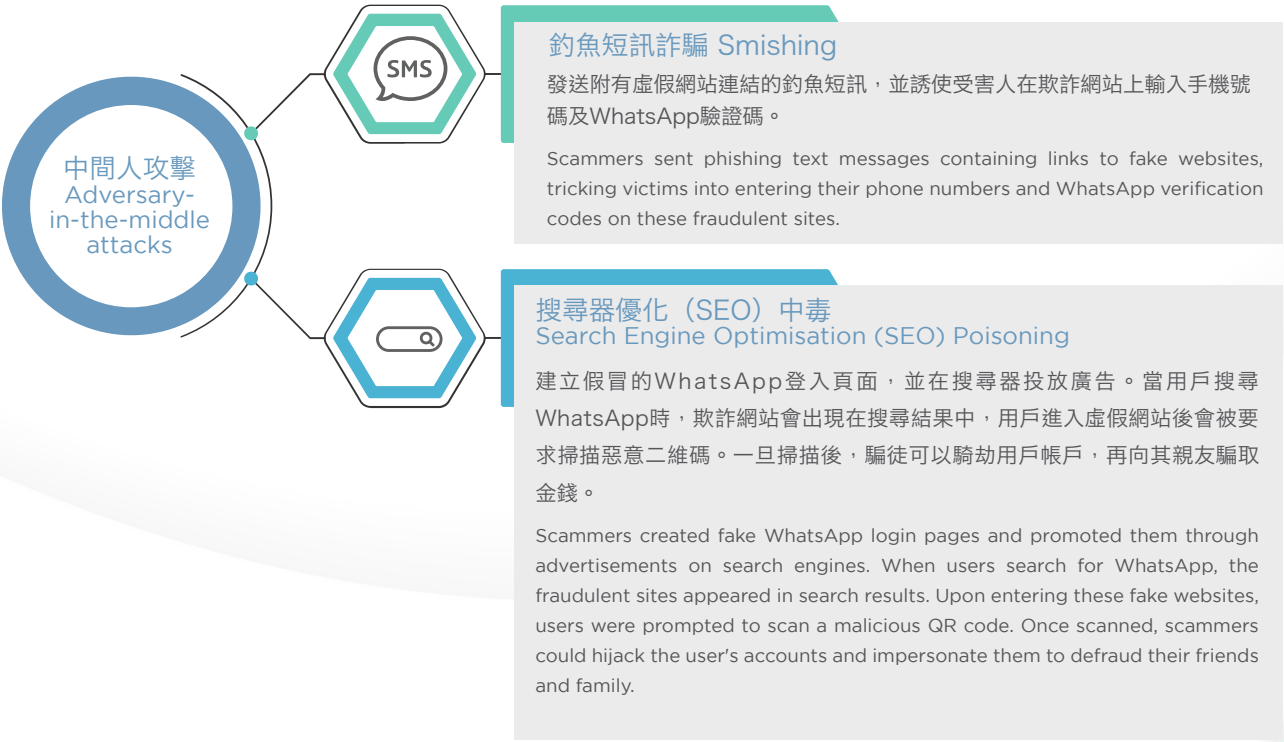 中間人攻擊
Adversary-
in-the-middle
attacks
SMS
釣魚短訊詐騙 Smishing
發送附有虛假網站連結的釣魚短訊，並誘使受害人在欺詐網站上輸入手機號
碼及WhatsApp驗證碼。
Scammers sent phishing text messages containing links to fake websites,
tricking victims into entering their phone numbers and WhatsApp verification
codes on these fraudulent sites.
搜尋器優化（SEO）中毒
Search Engine Optimisation (SEO) Poisoning
建立假冒的WhatsApp登入頁面，並在搜尋器投放廣告。當用戶搜尋
WhatsApp時，欺詐網站會出現在搜尋結果中，用戶進入虛假網站後會被要
求掃描惡意二維碼。一旦掃描後，騙徒可以騎劫用戶帳戶，再向其親友騙取
金錢。
Scammers created fake WhatsApp login pages and promoted them through
advertisements on search engines. When users search for WhatsApp, the
fraudulent sites appeared in search results. Upon entering these fake websites,
users were prompted to scan a malicious QR code. Once scanned, scammers
could hijack the user's accounts and impersonate them to defraud their friends
and family.